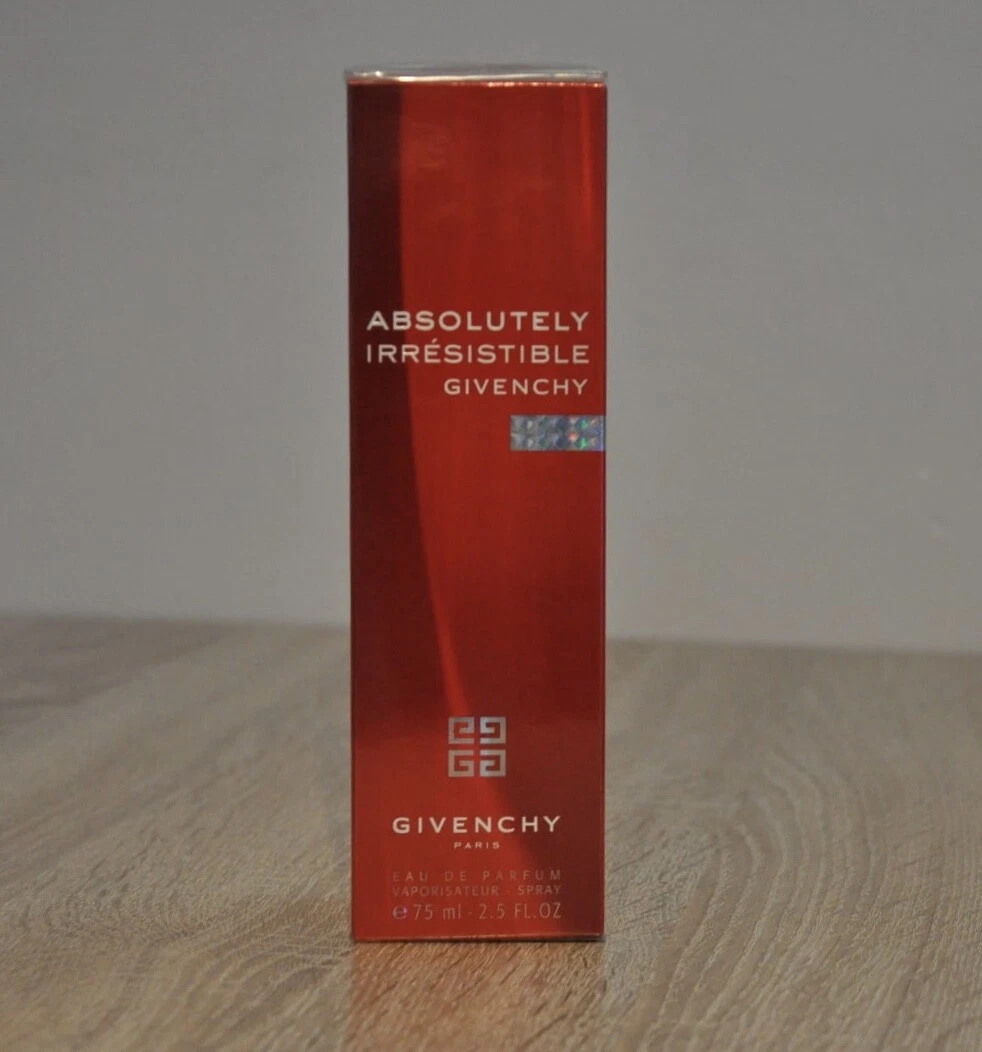 ABSOLUTELY
IRRÉSISTIBLE
GIVENCHY
GIVENCHY
PARIS
EAU DE PARFUM
VAPORISATEUR - SPRAY
℮ 75 ml - 2.5 FL.OZ